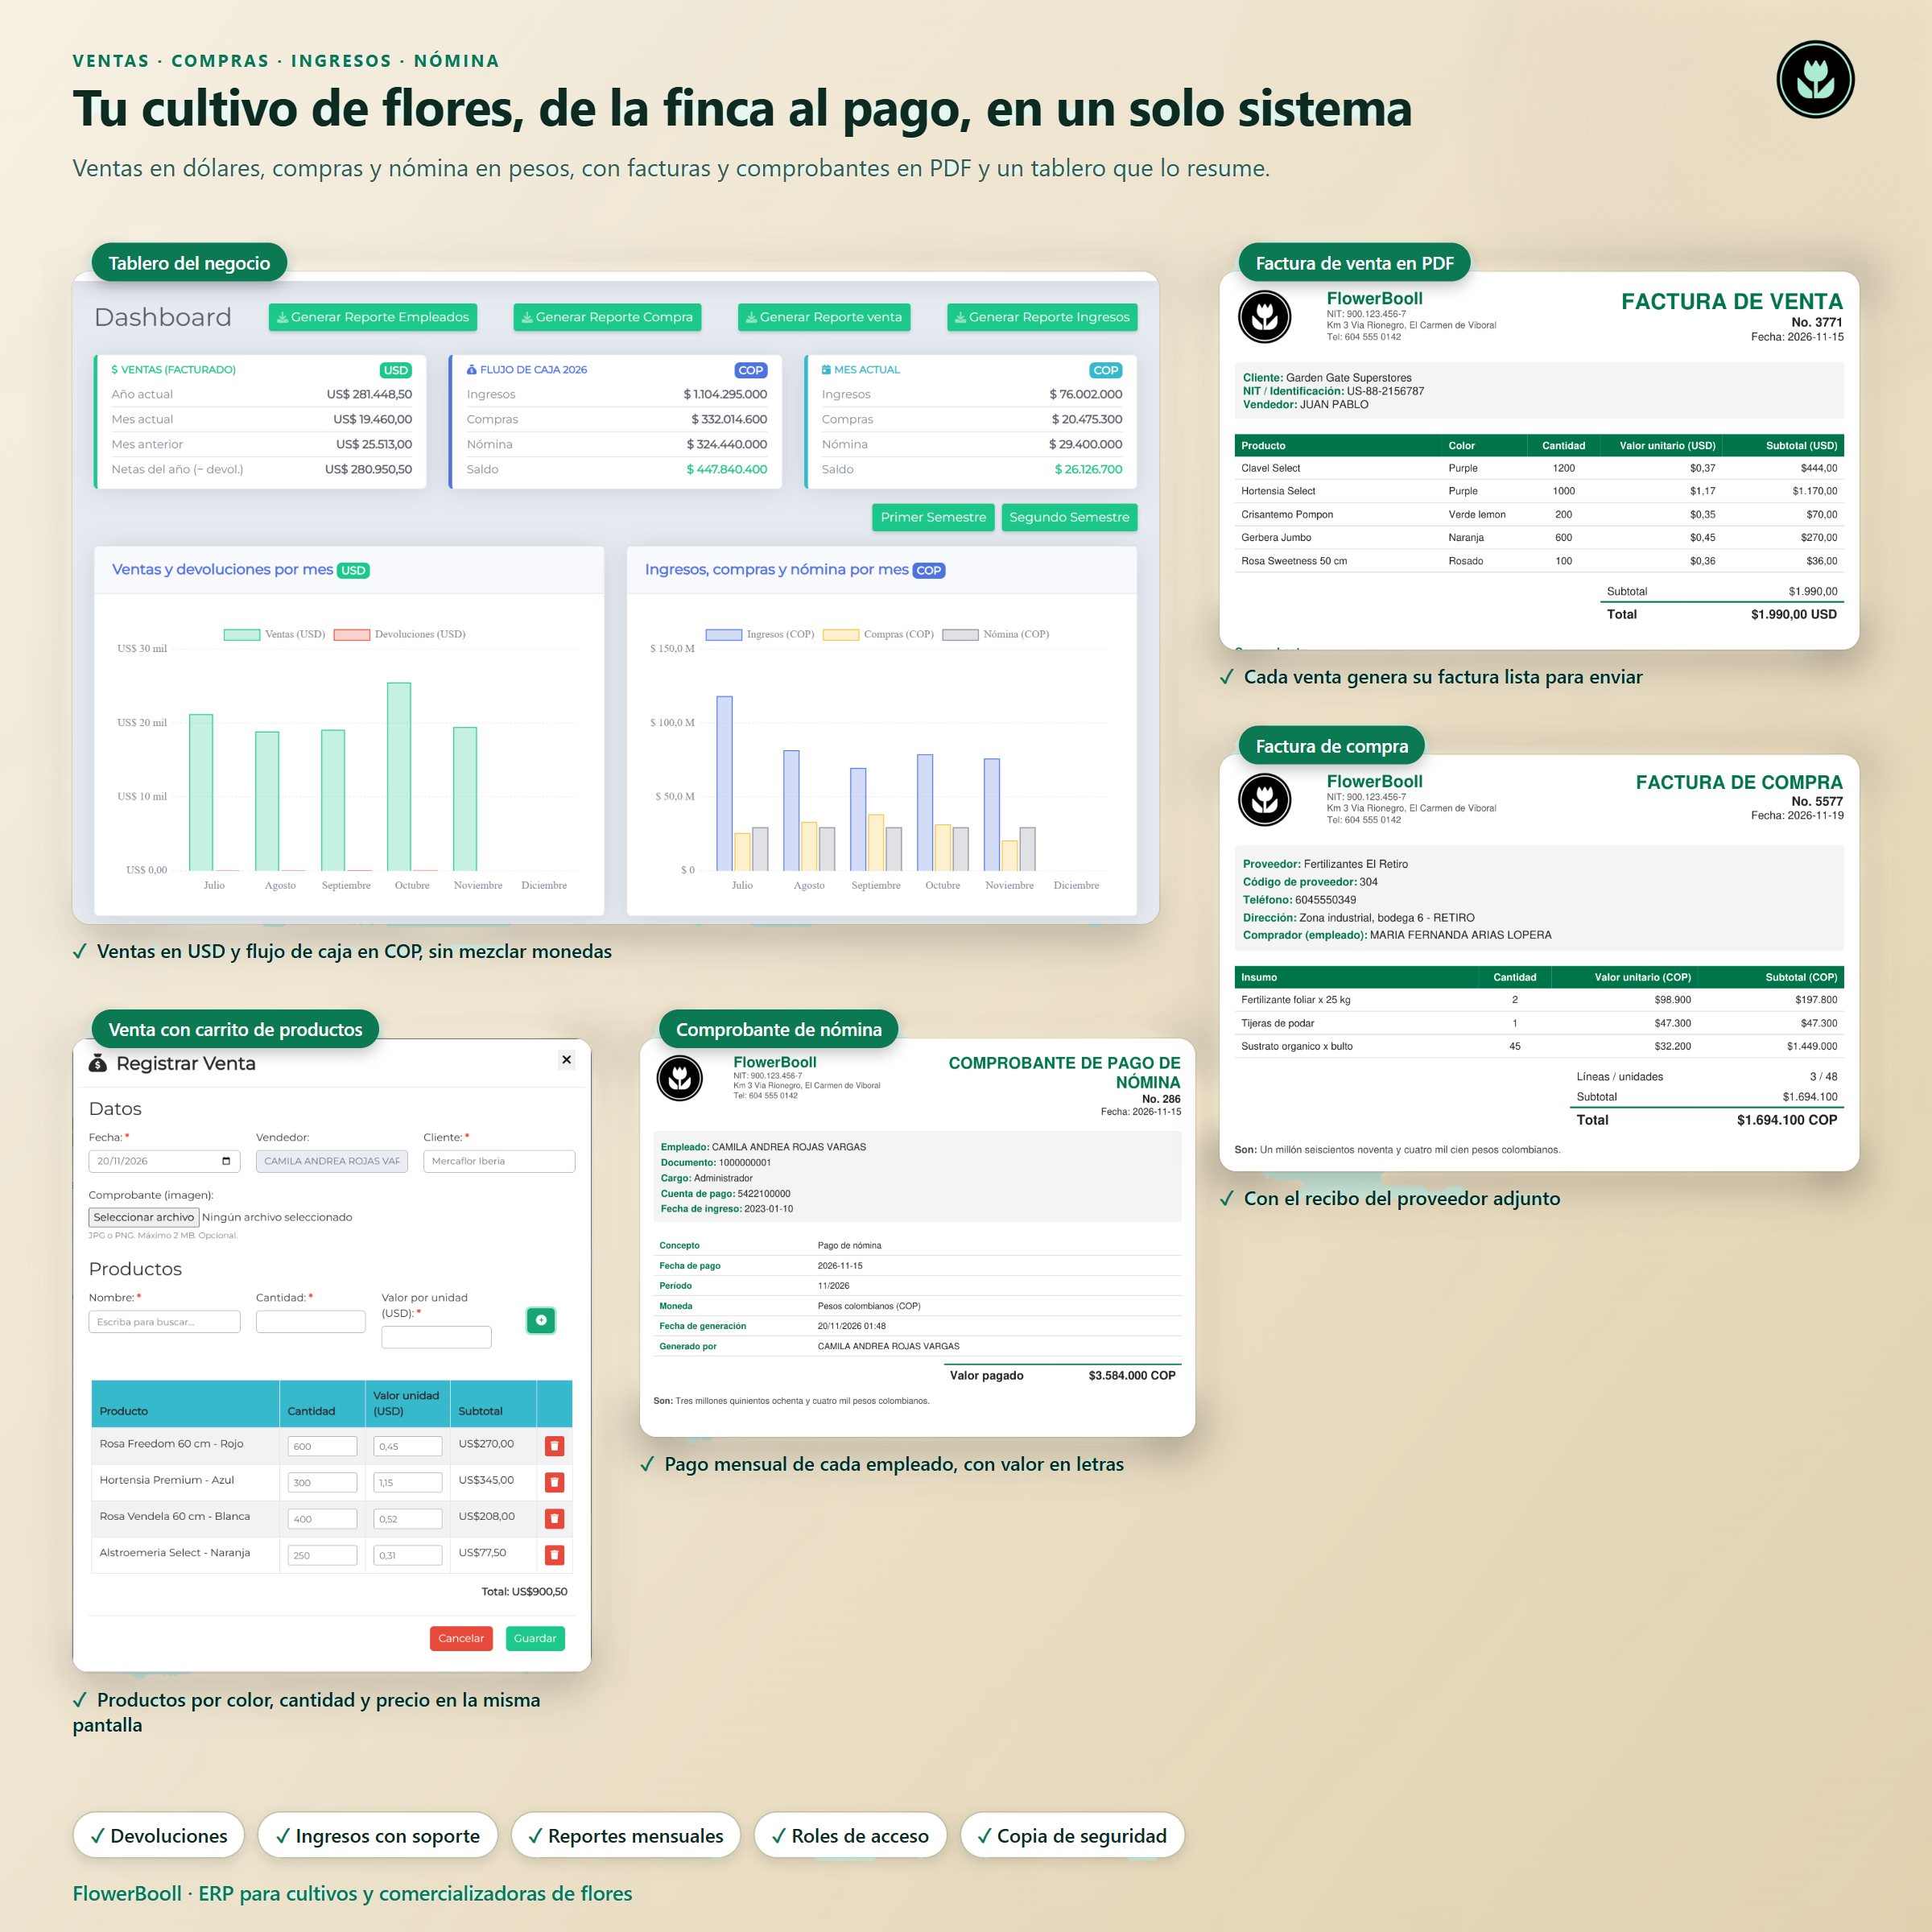 VENTAS · COMPRAS · INGRESOS · NÓMINA
Tu cultivo de flores, de la finca al pago, en un solo sistema
Ventas en dólares, compras y nómina en pesos, con facturas y comprobantes en PDF y un tablero que lo resume.
Tablero del negocio
Dashboard
Generar Reporte Empleados
Generar Reporte Compra
Generar Reporte venta
Generar Reporte Ingresos
$ VENTAS (FACTURADO) USD
Año actual US$ 281.448,50
Mes actual US$ 19.460,00
Mes anterior US$ 25.513,00
Netas del año (− devol.) US$ 280.950,50
FLUJO DE CAJA 2026 COP
Ingresos $ 1.104.295.000
Compras $ 332.014.600
Nómina $ 324.440.000
Saldo $ 447.840.400
MES ACTUAL COP
Ingresos $ 76.002.000
Compras $ 20.475.300
Nómina $ 29.400.000
Saldo $ 26.126.700
Primer Semestre
Segundo Semestre
Ventas y devoluciones por mes USD
Ventas (USD) Devoluciones (USD)
US$ 30 mil
US$ 20 mil
US$ 10 mil
US$ 0,00
Julio Agosto Septiembre Octubre Noviembre Diciembre
Ingresos, compras y nómina por mes COP
Ingresos (COP) Compras (COP) Nómina (COP)
$ 150,0 M
$ 100,0 M
$ 50,0 M
$ 0
Julio Agosto Septiembre Octubre Noviembre Diciembre
✓ Ventas en USD y flujo de caja en COP, sin mezclar monedas
Factura de venta en PDF
FlowerBooll
NIT: 900.123.456-7
Km 3 Via Rionegro, El Carmen de Viboral
Tel: 604 555 0142
FACTURA DE VENTA
No. 3771
Fecha: 2026-11-15
Cliente: Garden Gate Superstores
NIT / Identificación: US-88-2156787
Vendedor: JUAN PABLO
Producto Color Cantidad Valor unitario (USD) Subtotal (USD)
Clavel Select Purple 1200 $0,37 $444,00
Hortensia Select Purple 1000 $1,17 $1.170,00
Crisantemo Pompon Verde lemon 200 $0,35 $70,00
Gerbera Jumbo Naranja 600 $0,45 $270,00
Rosa Sweetness 50 cm Rosado 100 $0,36 $36,00
Subtotal $1.990,00
Total $1.990,00 USD
✓ Cada venta genera su factura lista para enviar
Factura de compra
FlowerBooll
NIT: 900.123.456-7
Km 3 Via Rionegro, El Carmen de Viboral
Tel: 604 555 0142
FACTURA DE COMPRA
No. 5577
Fecha: 2026-11-19
Proveedor: Fertilizantes El Retiro
Código de proveedor: 304
Teléfono: 6045550349
Dirección: Zona industrial, bodega 6 - RETIRO
Comprador (empleado): MARIA FERNANDA ARIAS LOPERA
Insumo Cantidad Valor unitario (COP) Subtotal (COP)
Fertilizante foliar x 25 kg 2 $98.900 $197.800
Tijeras de podar 1 $47.300 $47.300
Sustrato organico x bulto 45 $32.200 $1.449.000
Líneas / unidades 3 / 48
Subtotal $1.694.100
Total $1.694.100 COP
Son: Un millón seiscientos noventa y cuatro mil cien pesos colombianos.
✓ Con el recibo del proveedor adjunto
Venta con carrito de productos
Registrar Venta
Datos
Fecha: * Vendedor: Cliente: *
20/11/2026 CAMILA ANDREA ROJAS VAR Mercaflor Iberia
Comprobante (imagen):
Seleccionar archivo Ningún archivo seleccionado
JPG o PNG. Máximo 2 MB. Opcional.
Productos
Nombre: * Cantidad: * Valor por unidad
(USD): *
Escriba para buscar...
Producto Cantidad Valor unidad (USD) Subtotal
Rosa Freedom 60 cm - Rojo 600 0,45 US$270,00
Hortensia Premium - Azul 300 1,15 US$345,00
Rosa Vendela 60 cm - Blanca 400 0,52 US$208,00
Alstroemeria Select - Naranja 250 0,31 US$77,50
Total: US$900,50
Cancelar
Guardar
✓ Productos por color, cantidad y precio en la misma
pantalla
Comprobante de nómina
FlowerBooll
NIT: 900.123.456-7
Km 3 Via Rionegro, El Carmen de Viboral
Tel: 604 555 0142
COMPROBANTE DE PAGO DE
NÓMINA
No. 286
Fecha: 2026-11-15
Empleado: CAMILA ANDREA ROJAS VARGAS
Documento: 1000000001
Cargo: Administrador
Cuenta de pago: 5422100000
Fecha de ingreso: 2023-01-10
Concepto Pago de nómina
Fecha de pago 2026-11-15
Período 11/2026
Moneda Pesos colombianos (COP)
Fecha de generación 20/11/2026 01:48
Generado por CAMILA ANDREA ROJAS VARGAS
Valor pagado $3.584.000 COP
Son: Tres millones quinientos ochenta y cuatro mil pesos colombianos.
✓ Pago mensual de cada empleado, con valor en letras
✓ Devoluciones
✓ Ingresos con soporte
✓ Reportes mensuales
✓ Roles de acceso
✓ Copia de seguridad
FlowerBooll · ERP para cultivos y comercializadoras de flores